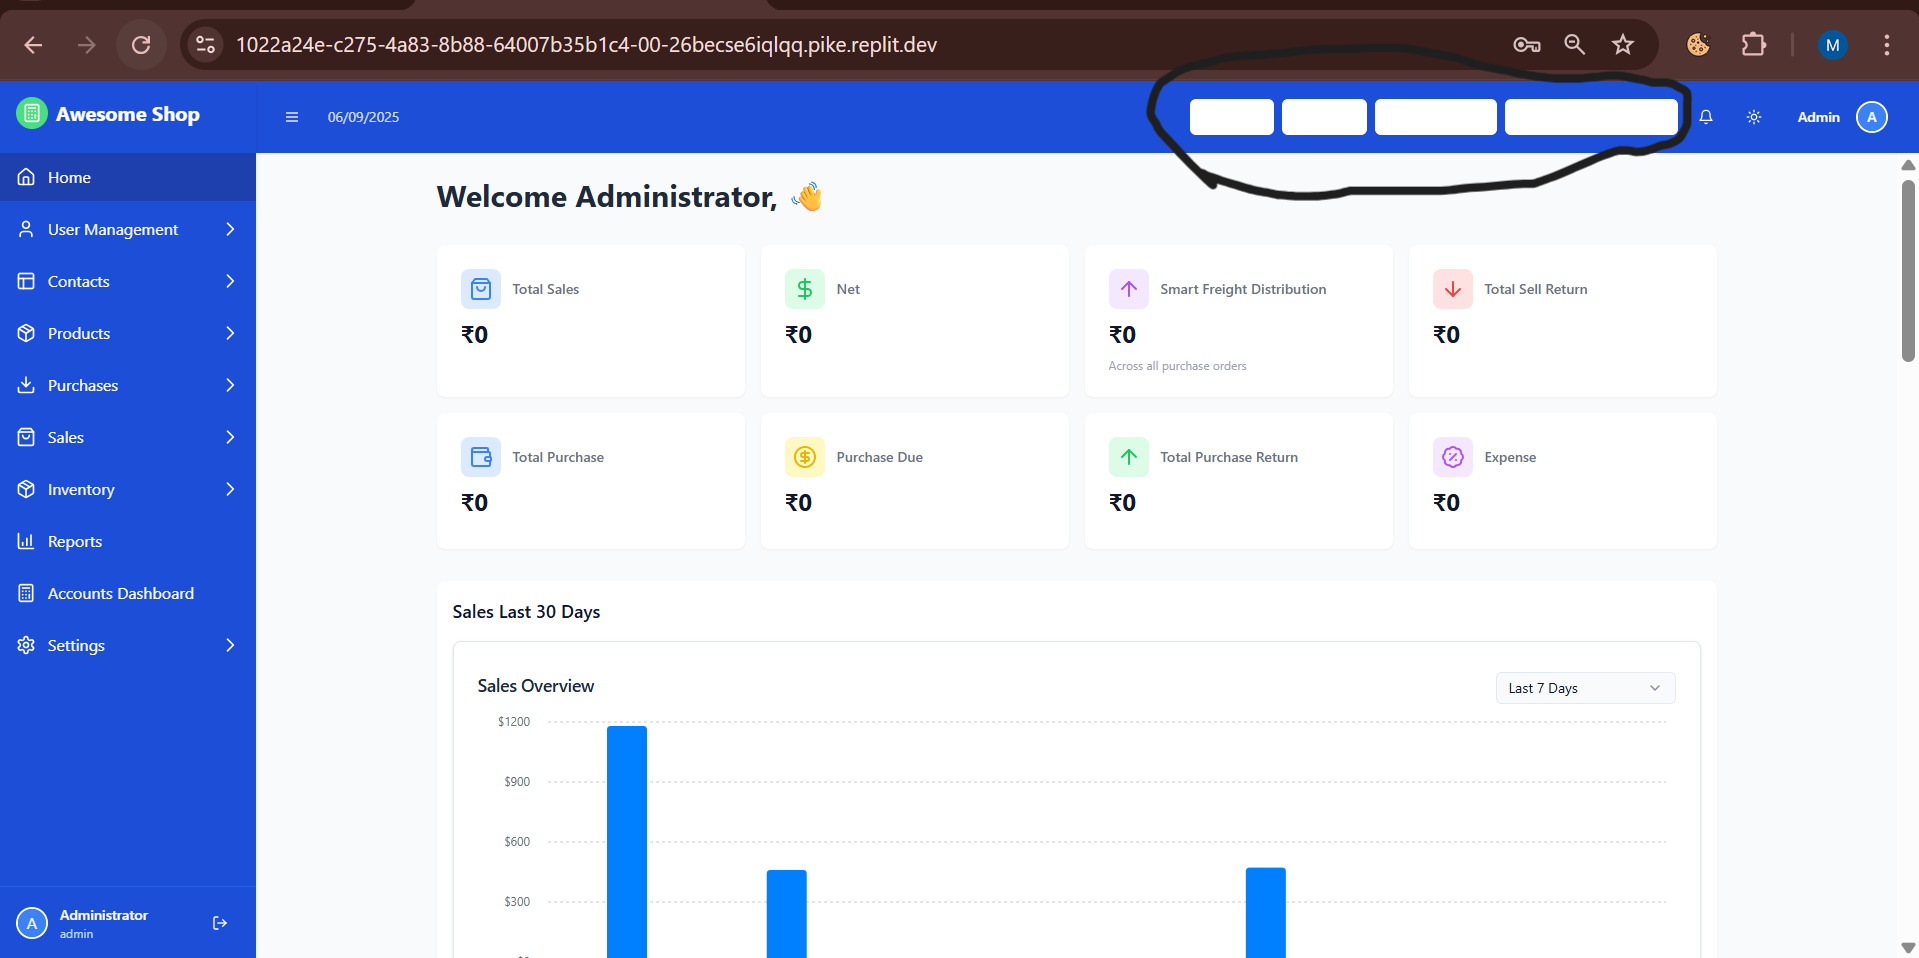 1022a24e-c275-4a83-8b88-64007b35b1c4-00-26becse6iqlqq.pike.replit.dev
M
Awesome Shop
06/09/2025
Admin
A
Home
User Management
Contacts
Products
Purchases
Sales
Inventory
Reports
Accounts Dashboard
Settings
A
Administrator
admin
Welcome Administrator, 👋
Total Sales
₹0
Net
₹0
Smart Freight Distribution
₹0
Across all purchase orders
Total Sell Return
₹0
Total Purchase
₹0
Purchase Due
₹0
Total Purchase Return
₹0
Expense
₹0
Sales Last 30 Days
Sales Overview
Last 7 Days
$1200
$900
$600
$300